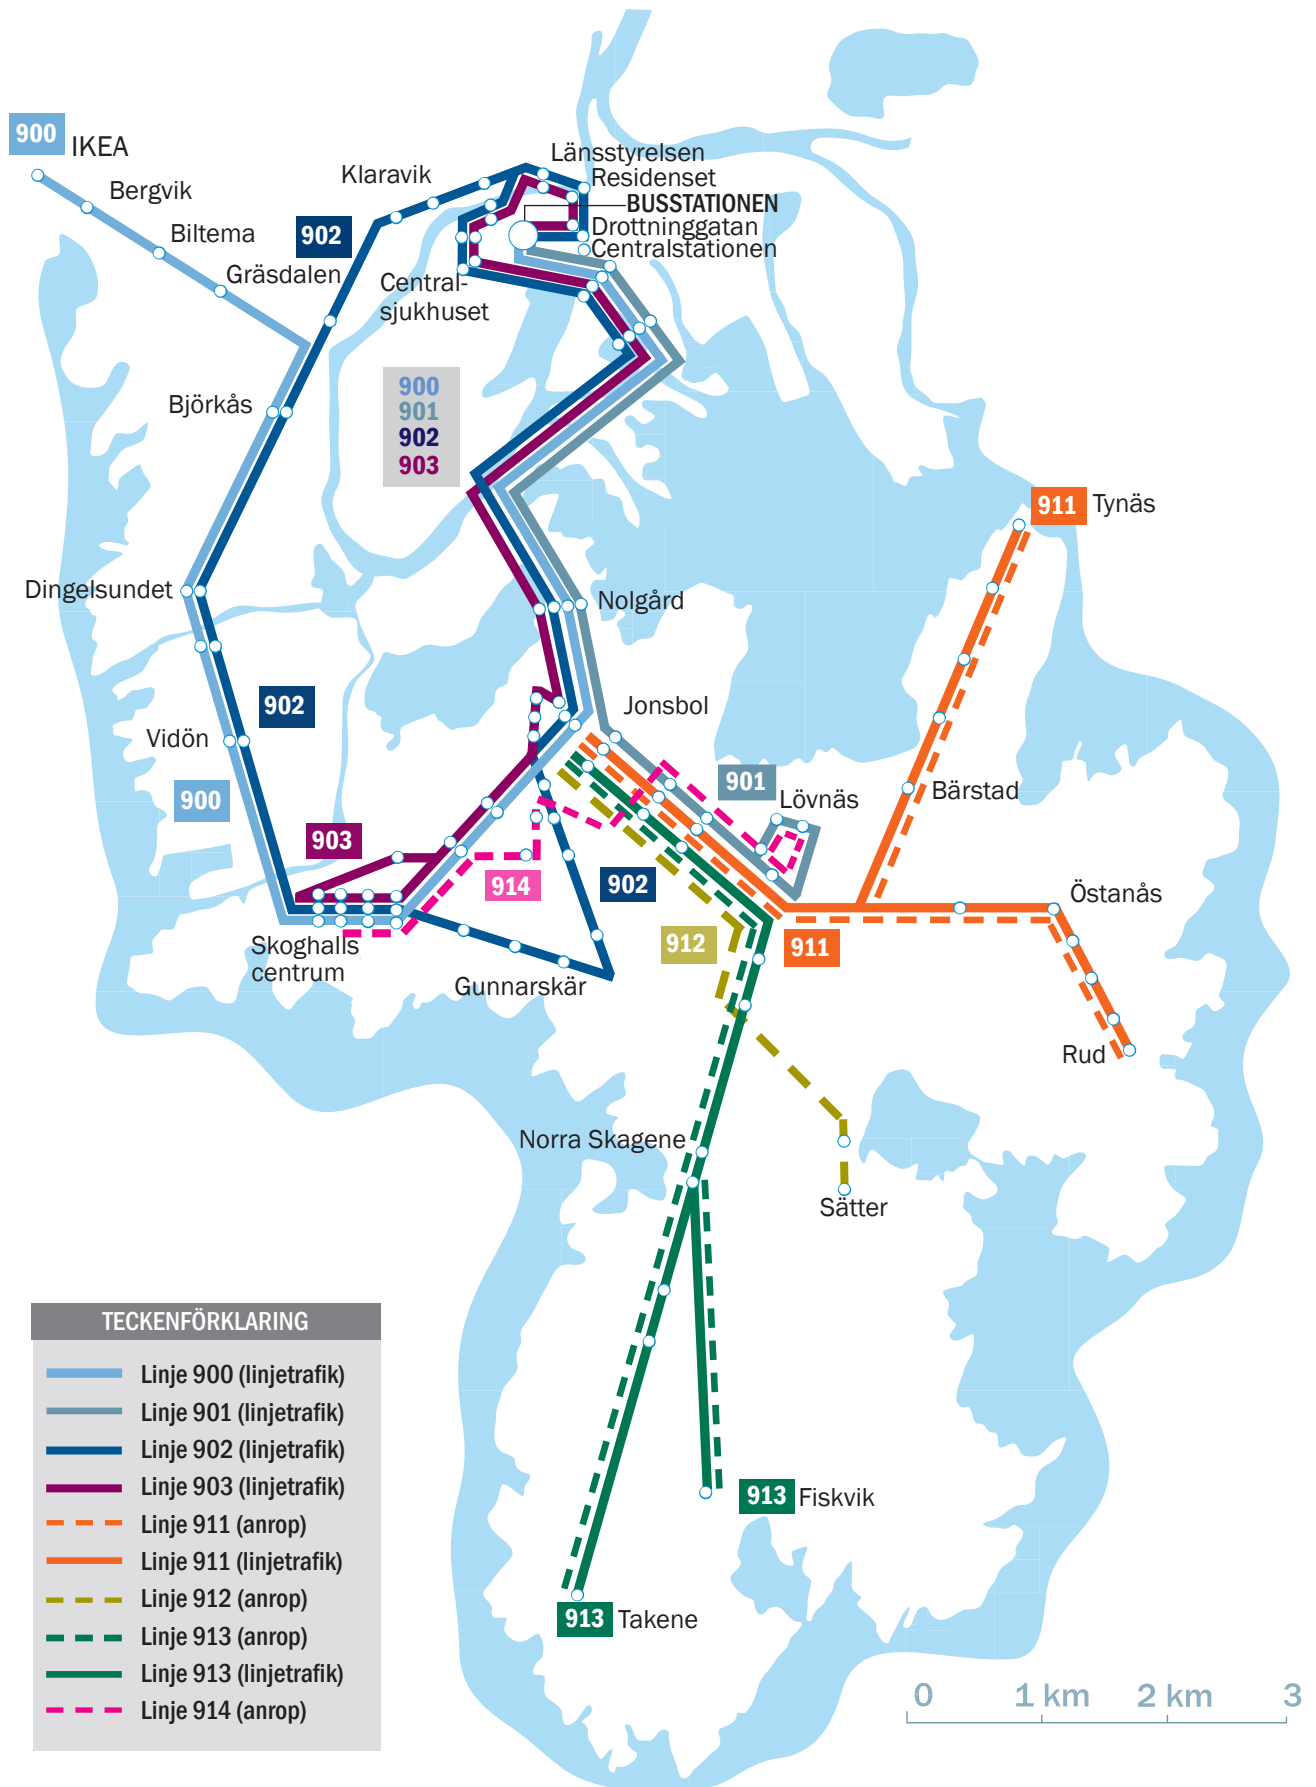 900 IKEA
Bergvik
Biltema
Gräsdalen
Klaravik
902
Länsstyrelsen
Residenset
BUSSTATIONEN
Drottninggatan
Centralstationen
Central-
sjukhuset
900
901
902
903
Björkås
911 Tynäs
Dingelsundet
Nolgård
902
Jonsbol
Vidön
900
901
Lövnäs
Bärstad
903
914
902
Östanås
912
911
Skoghalls
centrum
Gunnarskär
Rud
Norra Skagene
Sätter
913 Fiskvik
913 Takene
TECKENFÖRKLARING
Linje 900 (linjetrafik)
Linje 901 (linjetrafik)
Linje 902 (linjetrafik)
Linje 903 (linjetrafik)
Linje 911 (anrop)
Linje 911 (linjetrafik)
Linje 912 (anrop)
Linje 913 (anrop)
Linje 913 (linjetrafik)
Linje 914 (anrop)
0 1 km 2 km 3